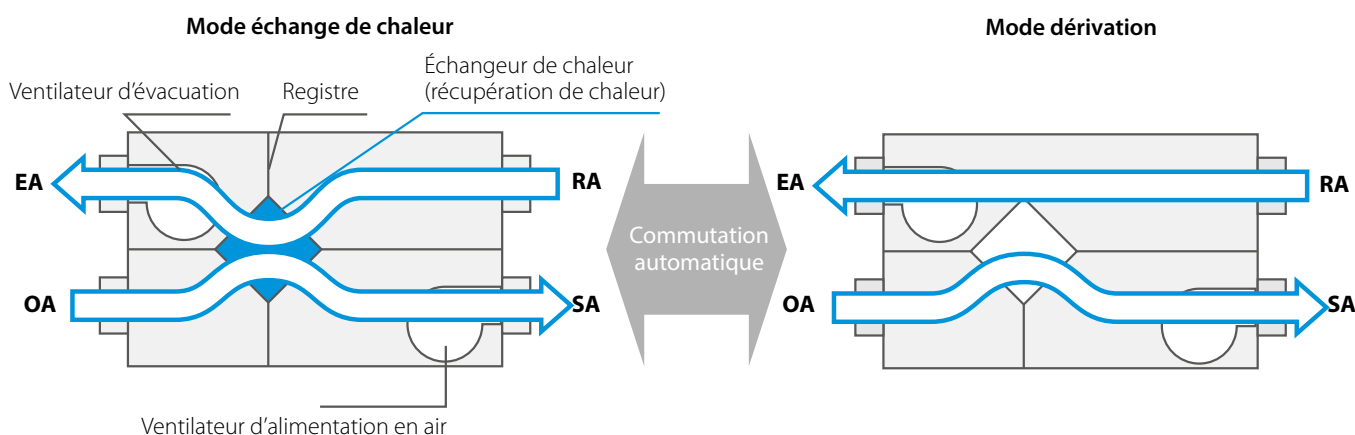 Mode échange de chaleur
Mode dérivation
Échangeur de chaleur
(récupération de chaleur)
Ventilateur d’évacuation
Registre
EA
RA
OA
SA
Commutation
automatique
EA
RA
OA
SA
Ventilateur d’alimentation en air